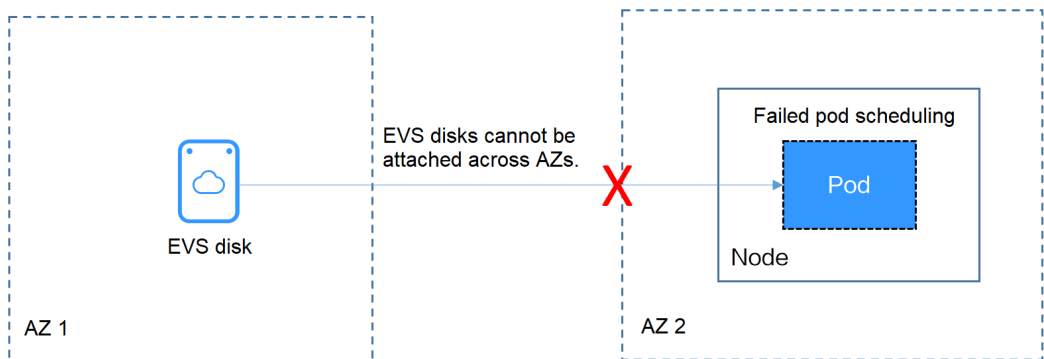 Failed pod scheduling
EVS disks cannot be
attached across AZs.
X
Pod
EVS disk
Node
AZ 1
AZ 2